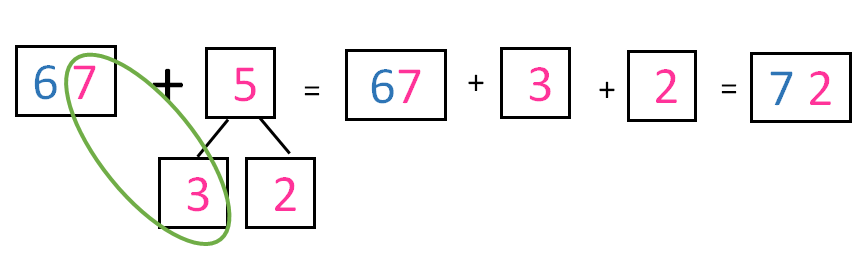 67 + 5 = 67 + 3 + 2 = 72
3 2